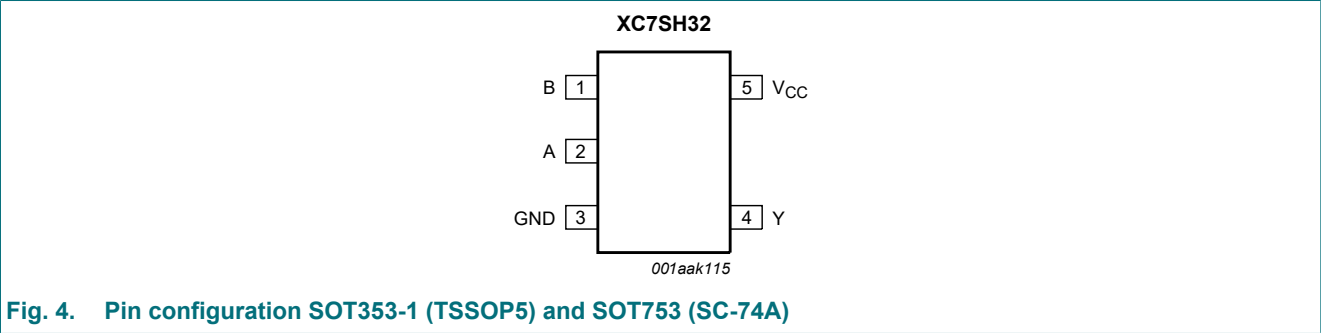 XC7SH32
B 1 5 VCC
A 2
GND 3 4 Y
001aak115
Fig. 4. Pin configuration SOT353-1 (TSSOP5) and SOT753 (SC-74A)